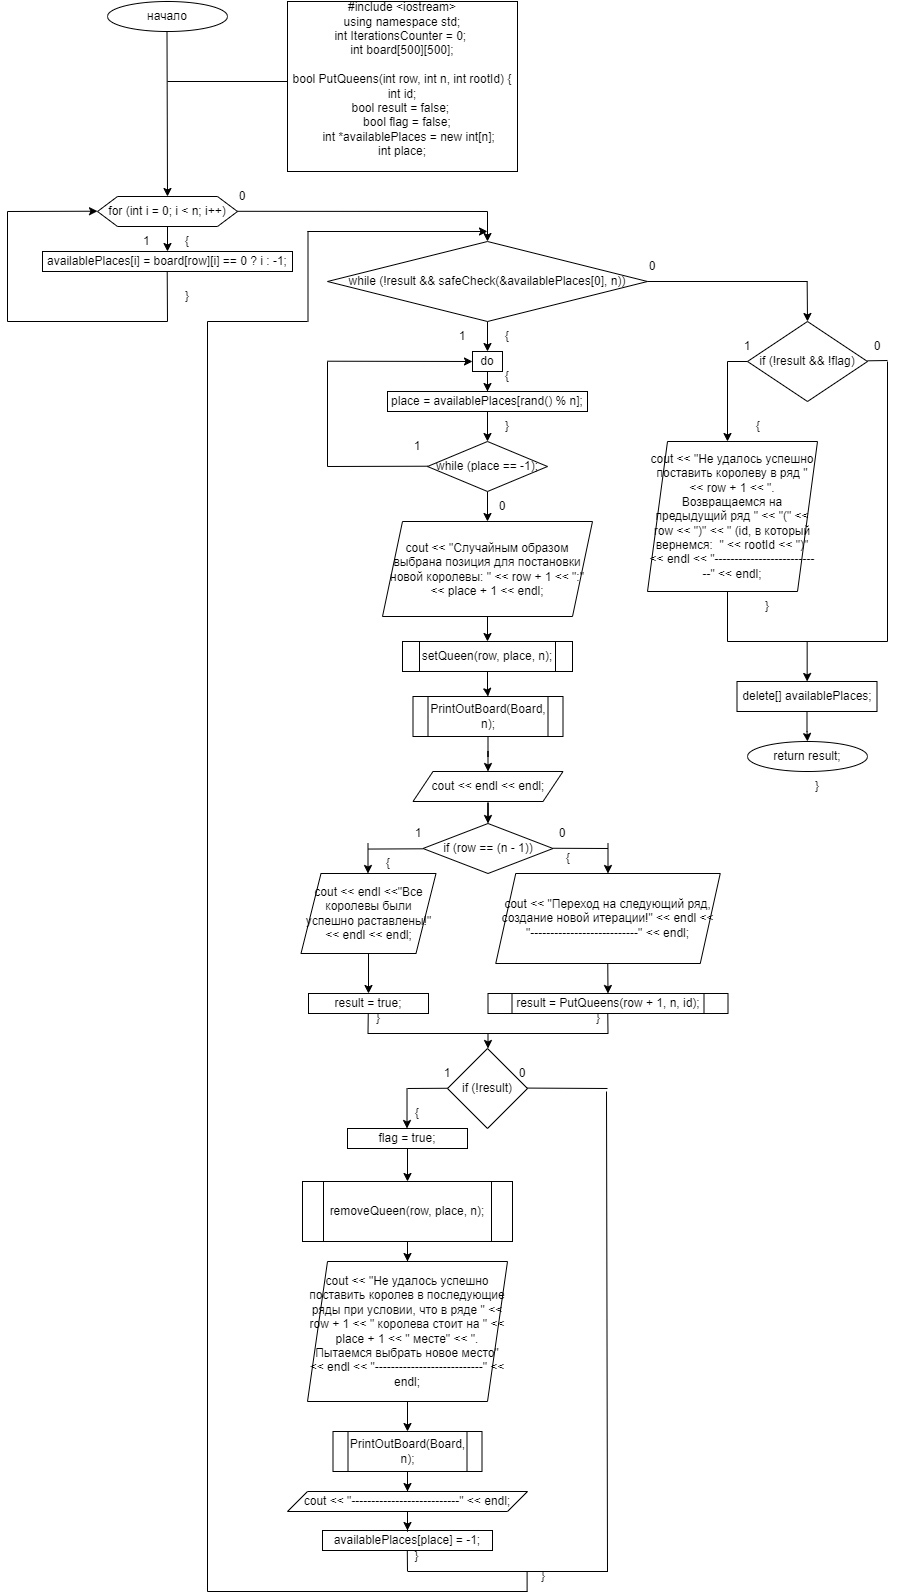 начало
#include <iostream>
using namespace std;
int IterationsCounter = 0;
int board[500][500];
bool PutQueens(int row, int n, int rootId) {
int id;
bool result = false;
bool flag = false;
int *availablePlaces = new int[n];
int place;
for (int i = 0; i < n; i++)
0
1
{
availablePlaces[i] = board[row][i] == 0 ? i : -1;
}
while (!result && safeCheck(&availablePlaces[0], n))
0
1
{
do
{
place = availablePlaces[rand() % n];
}
1
while (place == -1);
0
cout << "Случайным образом
выбрана позиция для постановки
новой королевы: " << row + 1 << ":"
<< place + 1 << endl;
setQueen(row, place, n);
PrintOutBoard(Board,
n);
cout << endl << endl;
1
if (row == (n - 1))
0
{
cout << endl <<"Все
королевы были
успешно раставлены!"
<< endl << endl;
result = true;
}
{
cout << "Переход на следующий ряд,
создание новой итерации!" << endl <<
"---------------------------" << endl;
result = PutQueens(row + 1, n, id);
}
1
if (!result)
0
{
flag = true;
removeQueen(row, place, n);
cout << "Не удалось успешно
поставить королев в последующие
ряды при условии, что в ряде " <<
row + 1 << " королева стоит на " <<
place + 1 << " месте" << ".
Пытаемся выбрать новое место"
<< endl << "---------------------------" <<
endl;
PrintOutBoard(Board,
n);
cout << "---------------------------" << endl;
availablePlaces[place] = -1;
}
}
1
if (!result && !flag)
0
{
cout << "Не удалось успешно
поставить королеву в ряд "
<< row + 1 << ".
Возвращаемся на
предыдущий ряд " << "(" <<
row << ")" << " (id, в который
вернемся:  " << rootId << ")"
<< endl << "-------------------------
--" << endl;
}
delete[] availablePlaces;
return result;
}